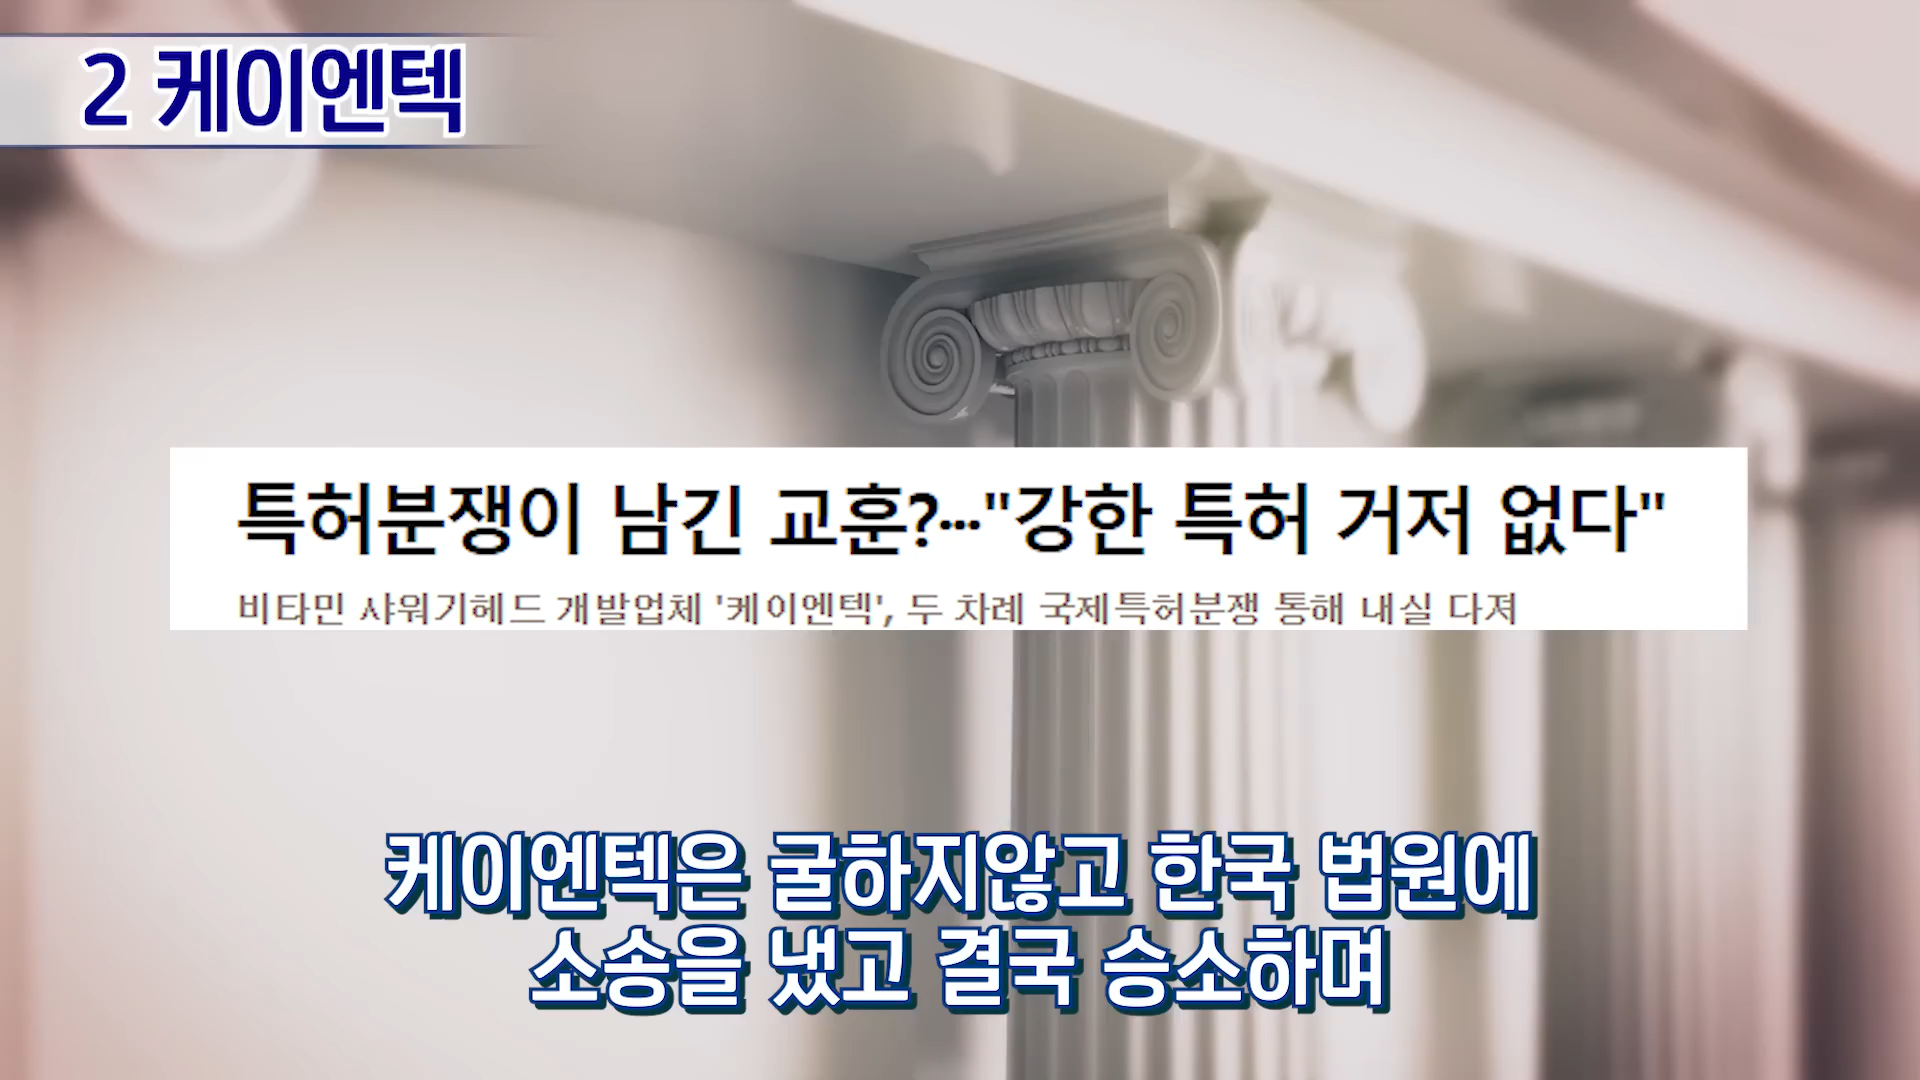 2 케이엔텍
특허분쟁이 남긴 교훈?…"강한 특허 거저 없다"
비타민 샤워기헤드 개발업체 '케이엔텍', 두 차례 국제특허분쟁 통해 내실 다져
케이엔텍은 굴하지않고 한국 법원에
소송을 냈고 결국 승소하며